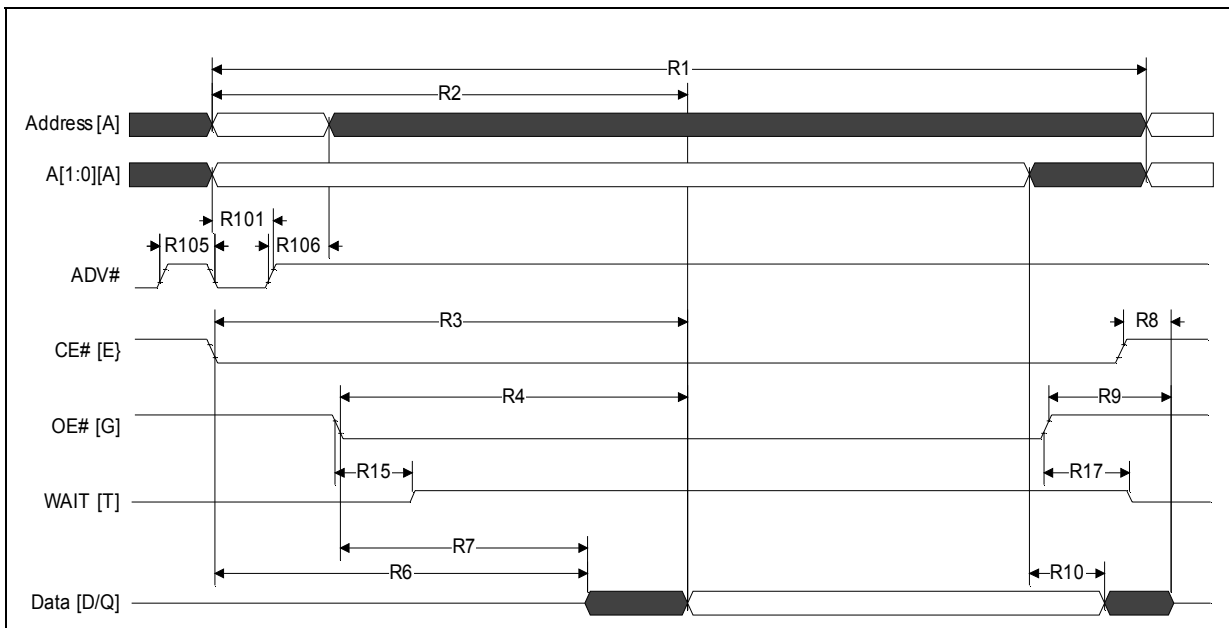 R1
R2
Address [A]
A[1:0][A]
R101
R105
R106
ADV#
R3
R8
CE# [E}
R4
R9
OE# [G]
R15
R17
WAIT [T]
R7
R6
R10
Data [D/Q]